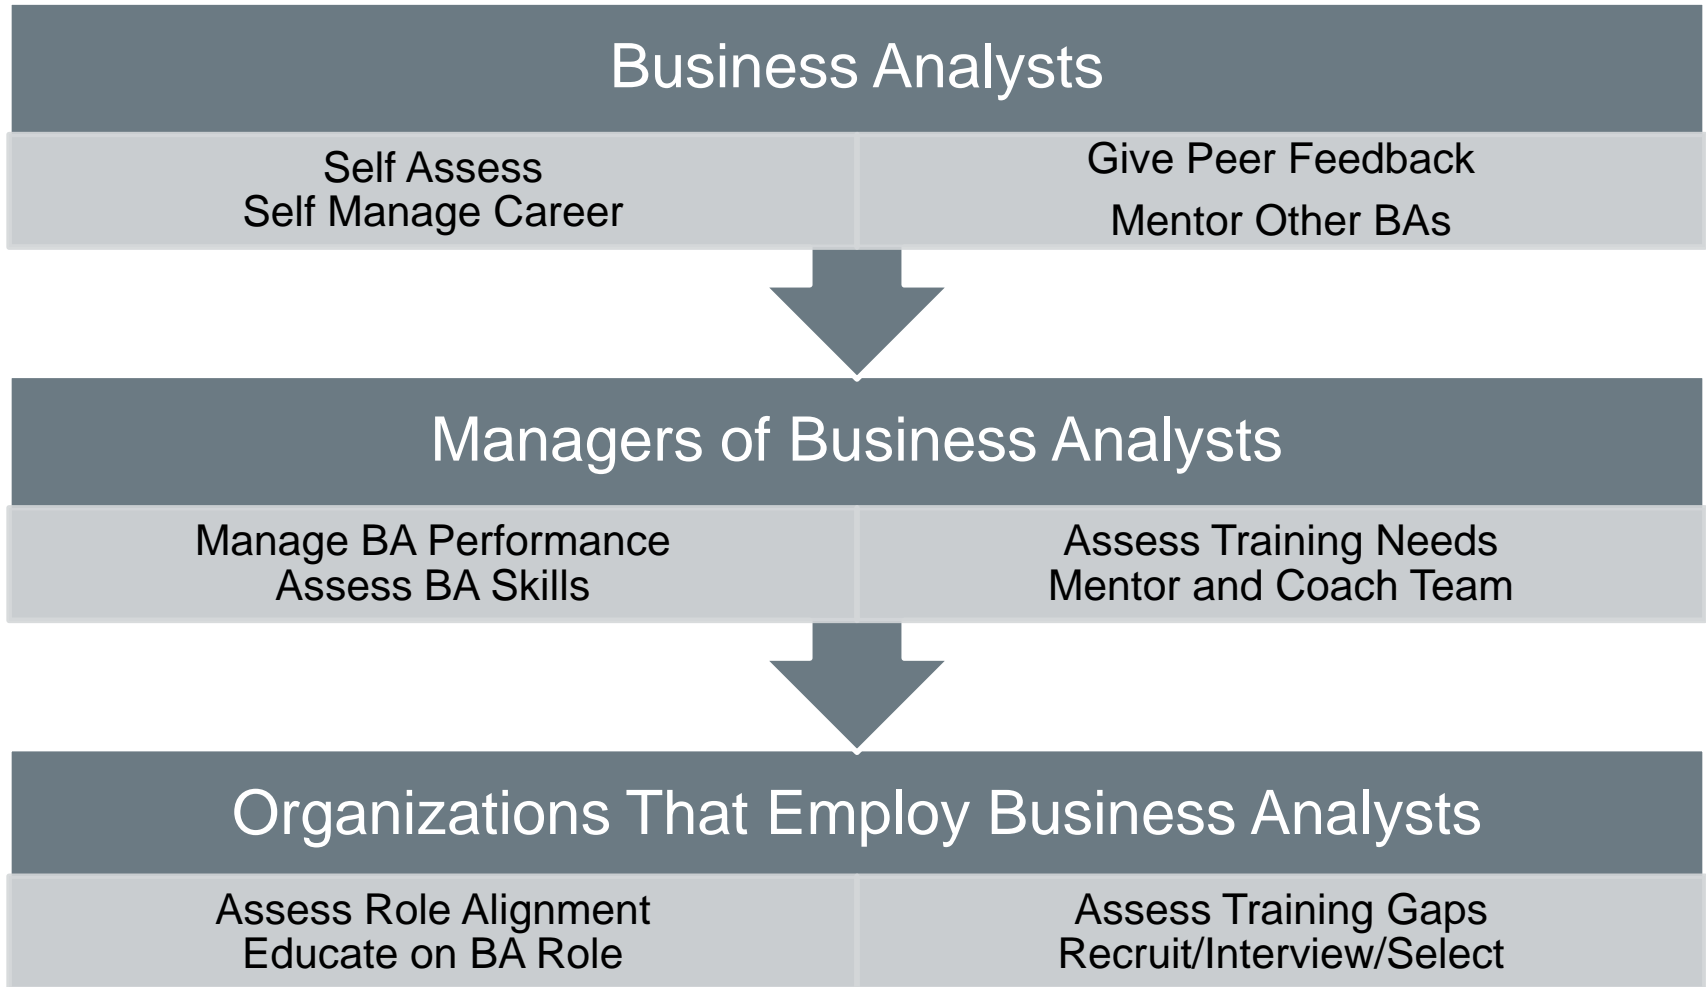 Business Analysts
Self Assess
Self Manage Career
Give Peer Feedback
Mentor Other BAs
Managers of Business Analysts
Manage BA Performance
Assess BA Skills
Assess Training Needs
Mentor and Coach Team
Organizations That Employ Business Analysts
Assess Role Alignment
Educate on BA Role
Assess Training Gaps
Recruit/Interview/Select